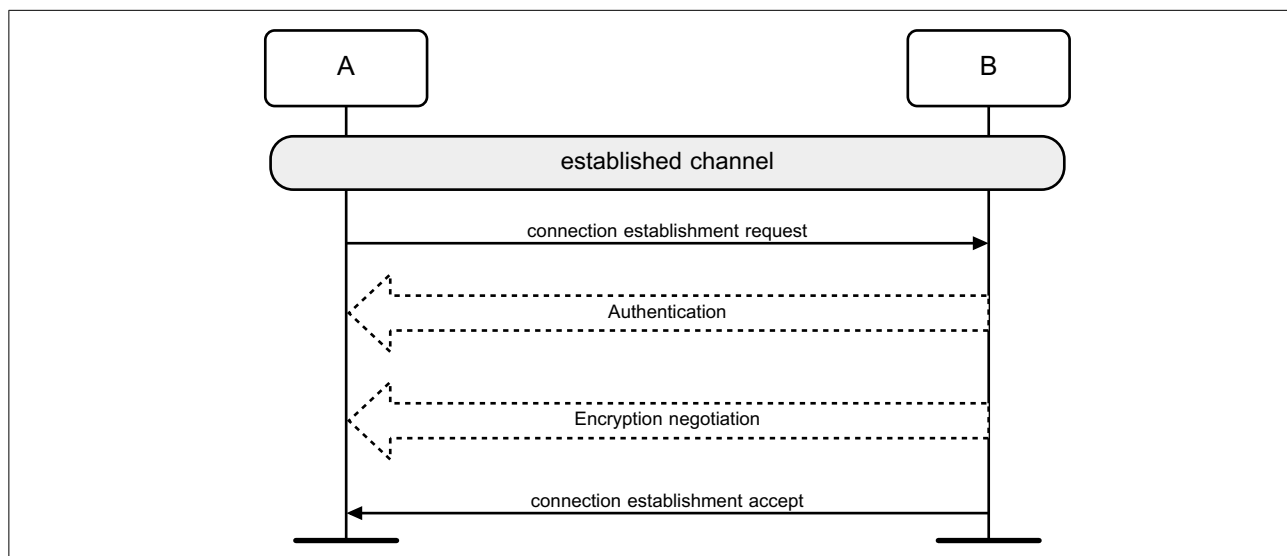 A
B
established channel
connection establishment request
Authentication
Encryption negotiation
connection establishment accept